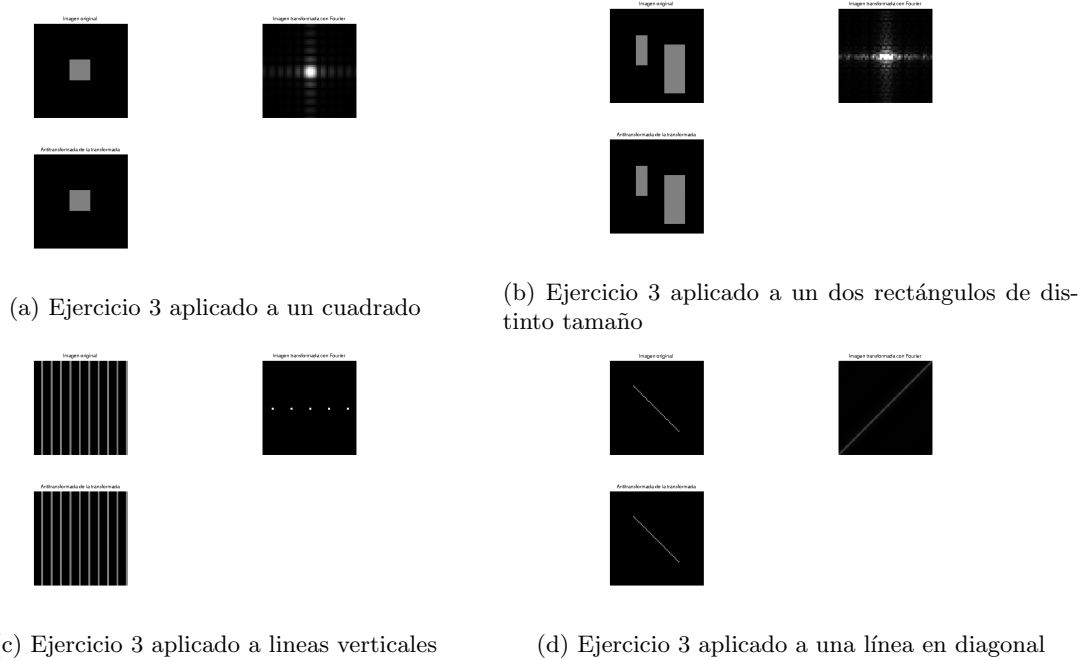 Imagen original
Imagen transformada con Fourier
Antitransformada de la transformada
(a) Ejercicio 3 aplicado a un cuadrado
Imagen original
Imagen transformada con Fourier
Antitransformada de la transformada
(b) Ejercicio 3 aplicado a un dos rectángulos de dis-
tinto tamaño
Imagen original
Imagen transformada con Fourier
Antitransformada de la transformada
c) Ejercicio 3 aplicado a lineas verticales
Imagen original
Imagen transformada con Fourier
Antitransformada de la transformada
(d) Ejercicio 3 aplicado a una línea en diagonal